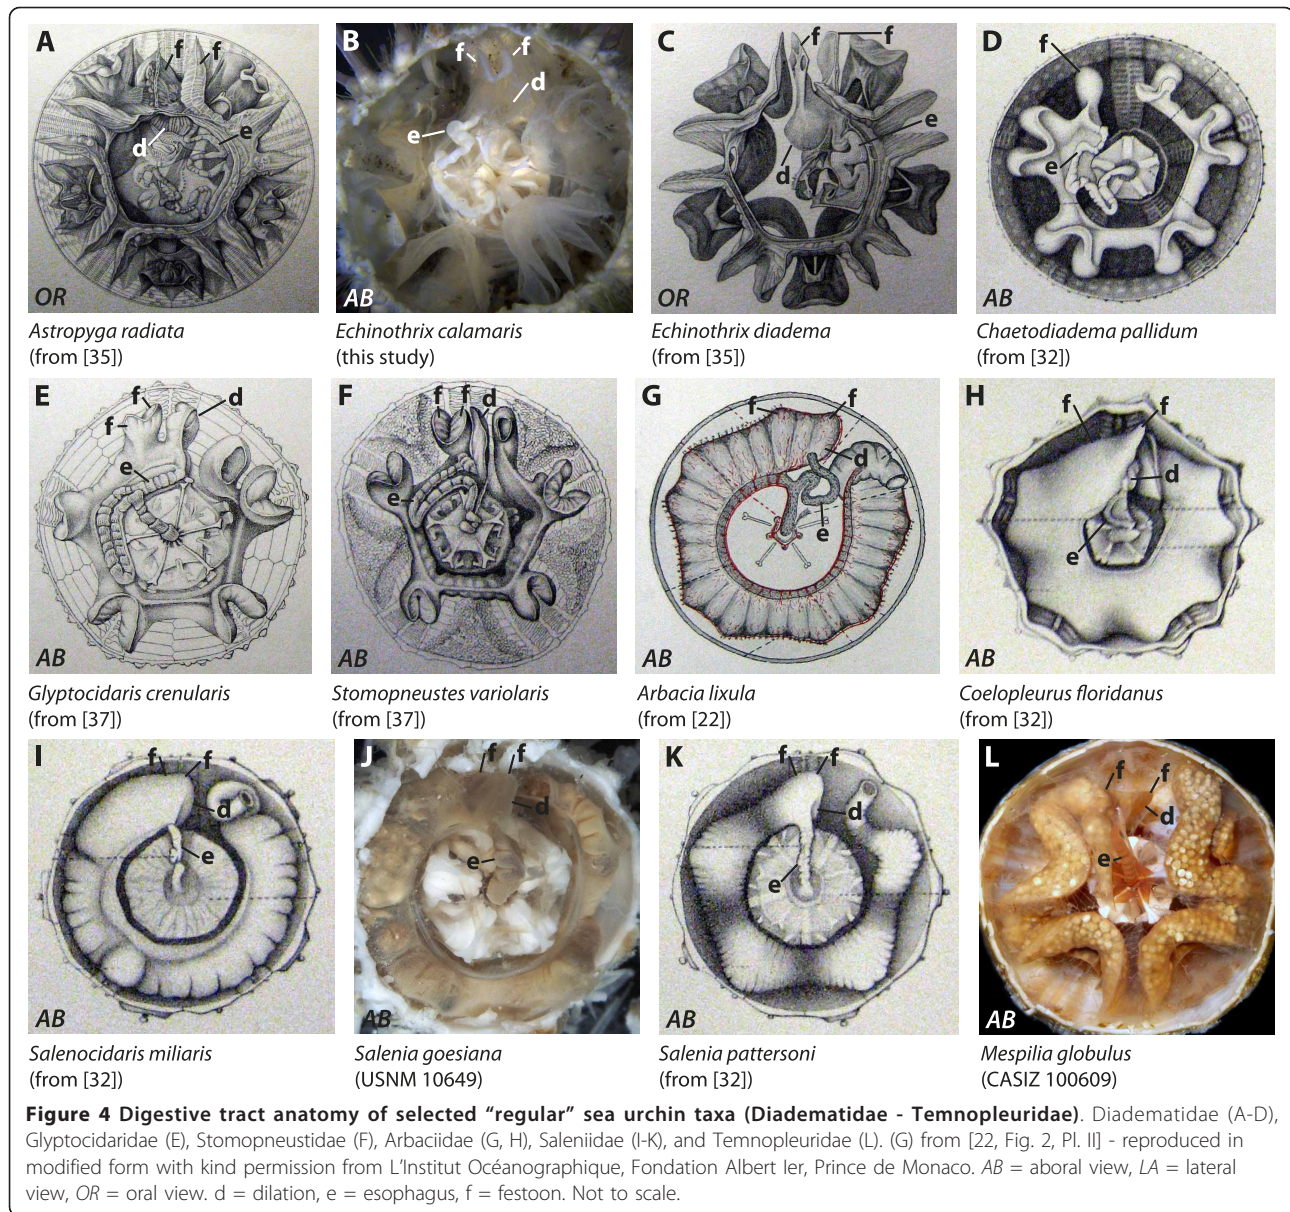 A f f d e OR
B f f d e AB
C f f d e OR
D f e AB
Astropyga radiata
(from [35])
Echinothrix calamaris
(this study)
Echinothrix diadema
(from [35])
Chaetodiadema pallidum
(from [32])
E f f d e AB
F f f d e AB
G f f d e AB
H f f d e AB
Glyptocidaris crenularis
(from [37])
Stomopneustes variolaris
(from [37])
Arbacia lixula
(from [22])
Coelopleurus floridanus
(from [32])
I f f d e AB
J f f d e AB
K f f d e AB
L f f d e AB
Salenocidaris miliaris
(from [32])
Salenia goesiana
(USNM 10649)
Salenia pattersoni
(from [32])
Mespilia globulus
(CASIZ 100609)
Figure 4 Digestive tract anatomy of selected “regular” sea urchin taxa (Diadematidae - Temnopleuridae). Diadematidae (A-D),
Glyptocidaridae (E), Stomopneustidae (F), Arbaciidae (G, H), Saleniidae (I-K), and Temnopleuridae (L). (G) from [22, Fig. 2, Pl. II] - reproduced in
modified form with kind permission from L’Institut Océanographique, Fondation Albert Ier, Prince de Monaco. AB = aboral view, LA = lateral
view, OR = oral view. d = dilation, e = esophagus, f = festoon. Not to scale.